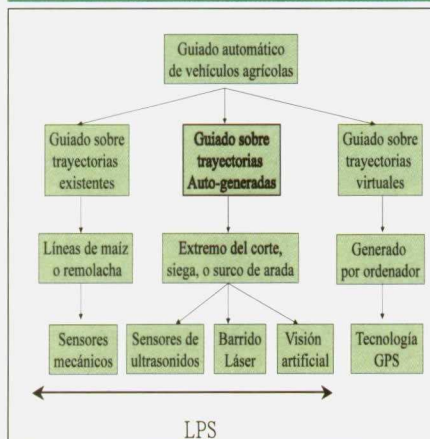 Guiado automático
de vehículos agrícolas
Guiado sobre
trayectorias
existentes
Guiado sobre
trayectorias
Auto-generadas
Guiado sobre
trayectorias
virtuales
Líneas de maíz
o remolacha
Extremo del corte,
siega, o surco de arada
Generado
por ordenador
Sensores
mecánicos
Sensores de
ultrasonidos
Barrido
Láser
Visión
artificial
Tecnología
GPS
LPS